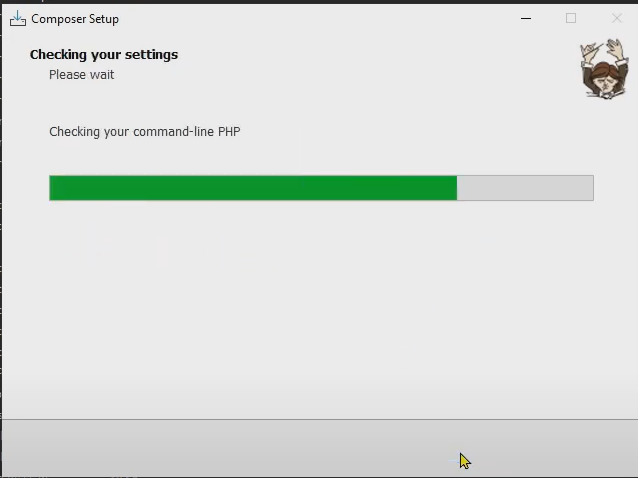 Composer Setup
Checking your settings
Please wait
Checking your command-line PHP